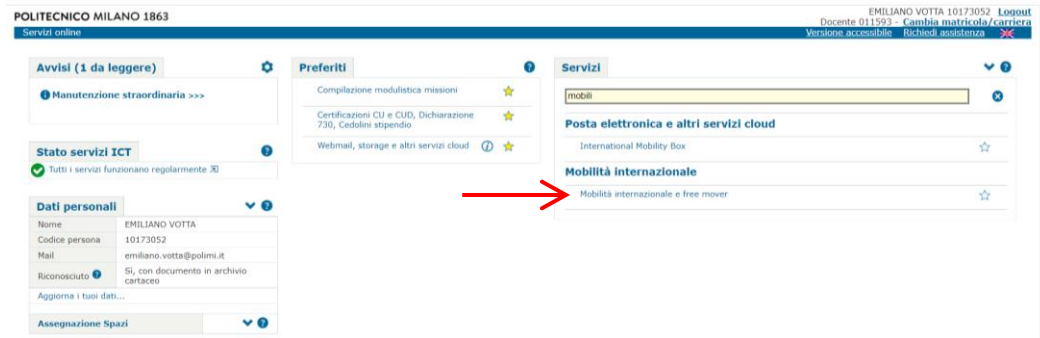 POLITECNICO MILANO 1863
EMILIANO VOTTA 10173052 Logout
Docente 011593 - Cambia matricola/carriera
Servizi online
Versione accessibile Richiedi assistenza
Avvisi (1 da leggere)
Manutenzione straordinaria >>>
Stato servizi ICT
Tutti i servizi funzionano regolarmente
Dati personali
Nome EMILIANO VOTTA
Codice persona 10173052
Mail emiliano.votta@polimi.it
Riconosciuto Sì, con documento in archivio
cartaceo
Aggiorna i tuoi dati...
Assegnazione Spazi
Preferiti
Compilazione modulistica missioni
Certificazioni CU e CUD, Dichiarazione
730, Cedolini stipendio
Webmail, storage e altri servizi cloud
Servizi
mobili
Posta elettronica e altri servizi cloud
International Mobility Box
Mobilità internazionale
Mobilità internazionale e free mover